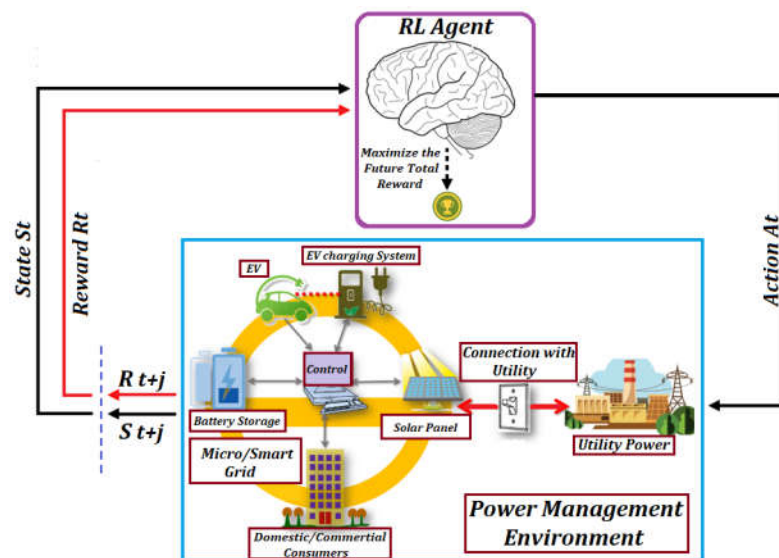 RL Agent
Maximize the
Future Total
Reward
State St
Reward Rt
Action At
EV
EV charging System
Control
Connection with
Utility
R t+j
S t+j
Battery Storage
Solar Panel
Utility Power
Micro/Smart
Grid
Domestic/Commertial
Consumers
Power Management
Environment